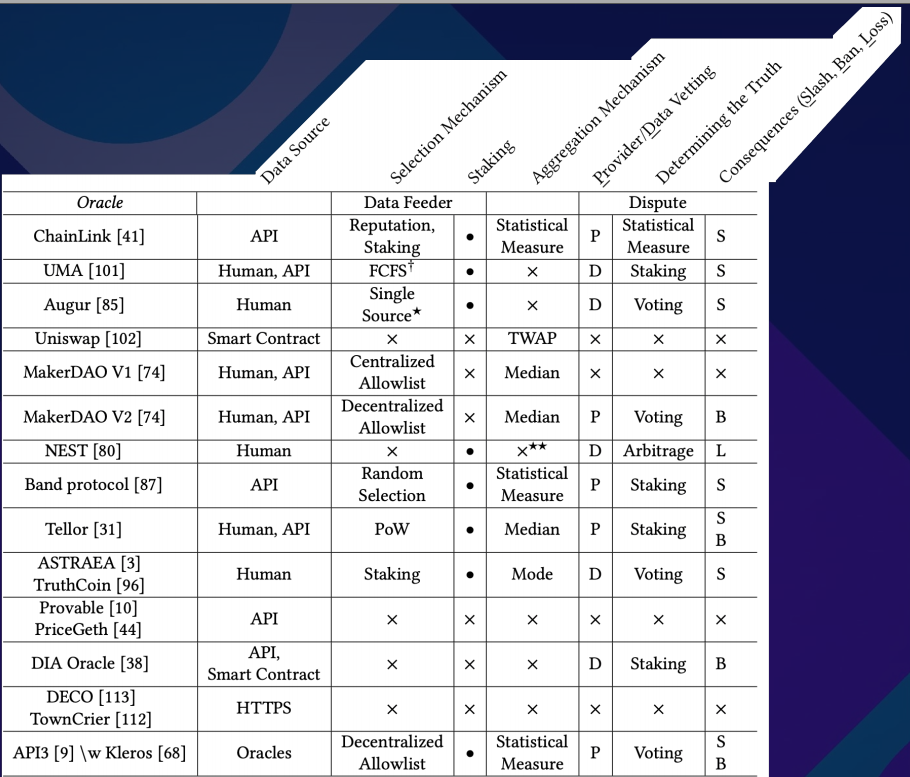 Data Source
Selection Mechanism
Staking
Aggregation Mechanism
Provider/Data Vetting
Determining the Truth
Consequences (Slash, Ban, Loss)
Oracle Data Feeder Dispute
ChainLink [41] API Reputation, Staking • Statistical Measure P Statistical Measure S
UMA [101] Human, API FCFS† • × D Staking S
Augur [85] Human Single Source★ • × D Voting S
Uniswap [102] Smart Contract × × TWAP × × ×
MakerDAO V1 [74] Human, API Centralized Allowlist × Median × × ×
MakerDAO V2 [74] Human, API Decentralized Allowlist × Median P Voting B
NEST [80] Human × • ×★★ D Arbitrage L
Band protocol [87] API Random Selection • Statistical Measure P Staking S
Tellor [31] Human, API PoW • Median P Staking S B
ASTRAEA [3] TruthCoin [96] Human Staking • Mode D Voting S
Provable [10] PriceGeth [44] API × × × × × ×
DIA Oracle [38] API, Smart Contract × × × D Staking B
DECO [113] TownCrier [112] HTTPS × × × × × ×
API3 [9] \w Kleros [68] Oracles Decentralized Allowlist • Statistical Measure P Voting S B